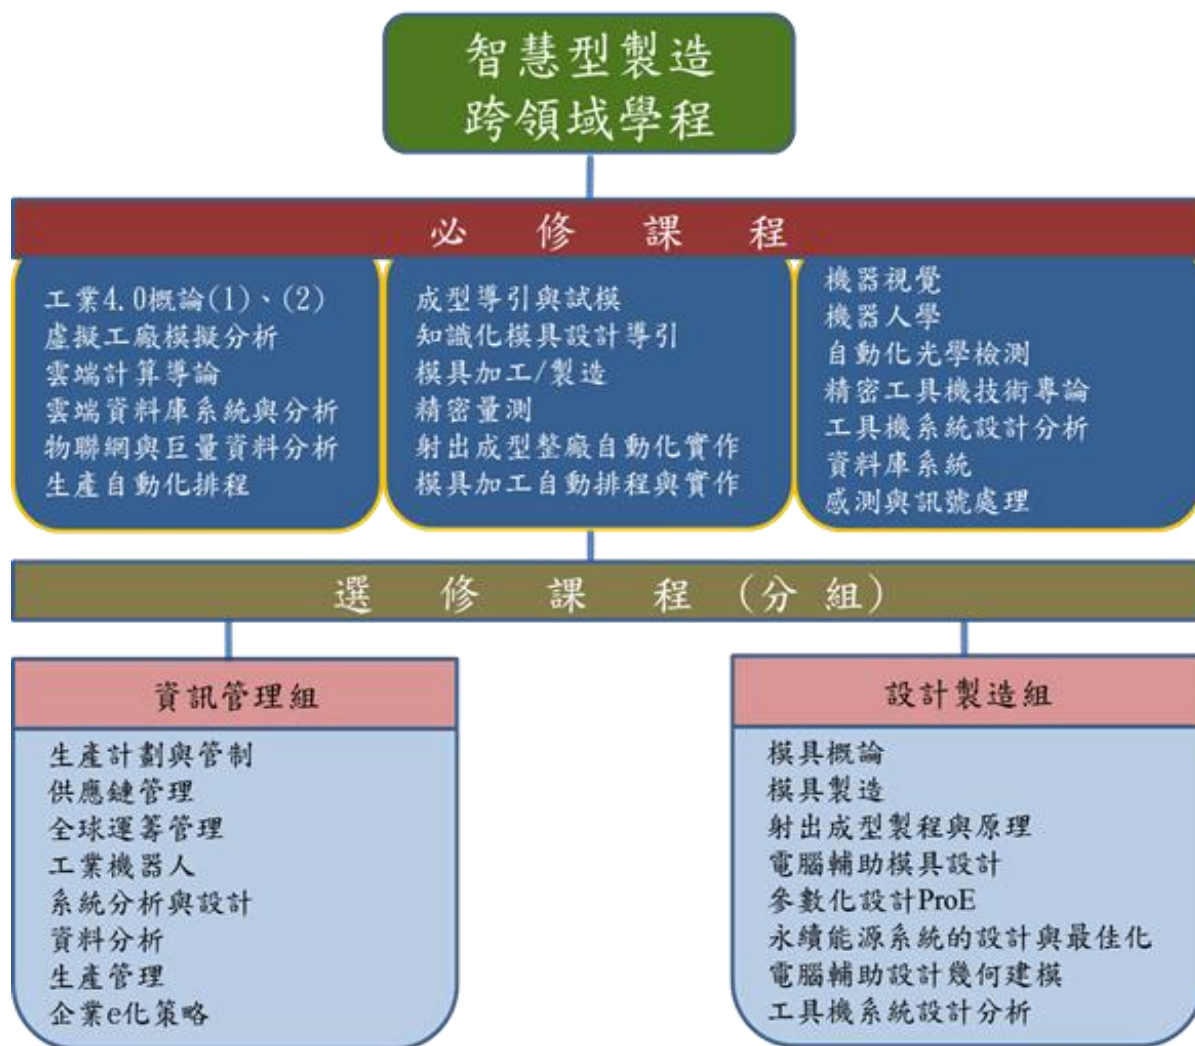 智慧型製造
跨領域學程
必修課程
工業4.0概論(1)、(2)
虛擬工廠模擬分析
雲端計算導論
雲端資料庫系統與分析
物聯網與巨量資料分析
生產自動化排程
成型導引與試模
知識化模具設計導引
模具加工/製造
精密量測
射出成型整廠自動化實作
模具加工自動排程與實作
機器視覺
機器人學
自動化光學檢測
精密工具機技術專論
工具機系統設計分析
資料庫系統
感測與訊號處理
選修課程(分組)
資訊管理組
生產計劃與管制
供應鏈管理
全球運籌管理
工業機器人
系統分析與設計
資料分析
生產管理
企業e化策略
設計製造組
模具概論
模具製造
射出成型製程與原理
電腦輔助模具設計
參數化設計ProE
永續能源系統的設計與最佳化
電腦輔助設計幾何建模
工具機系統設計分析